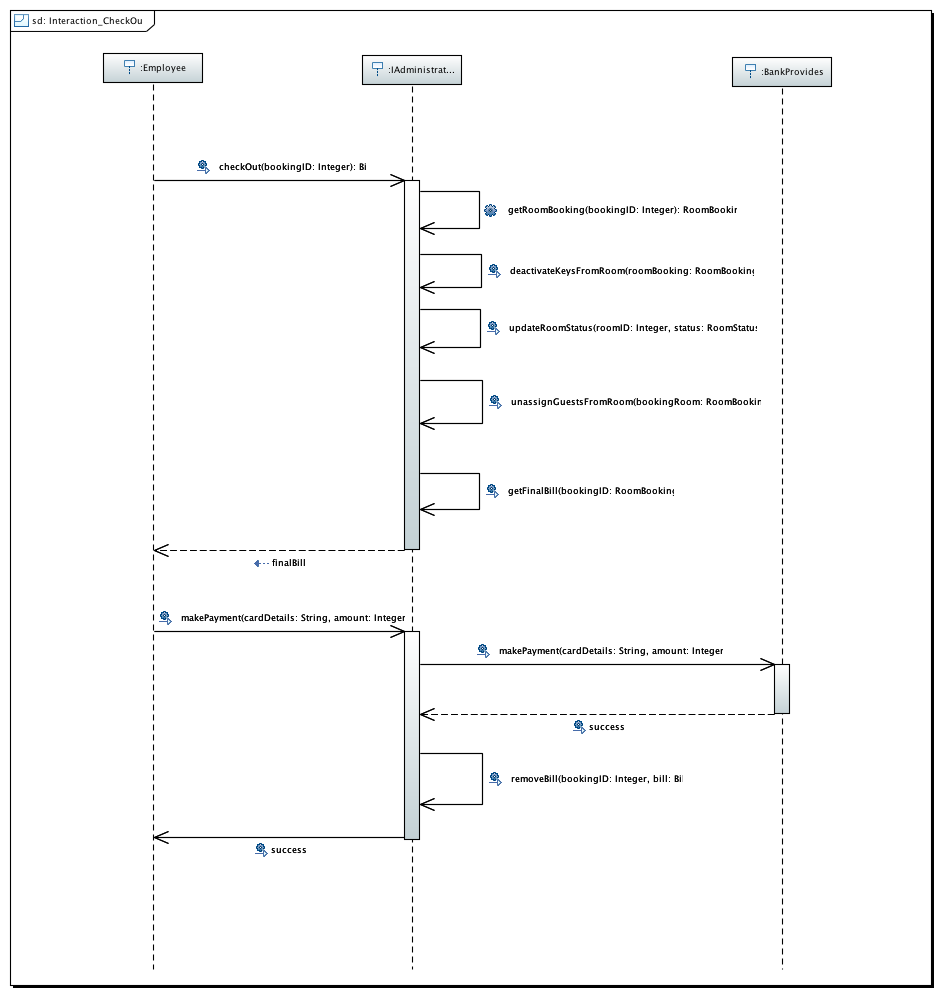 sd: Interaction_CheckOu
:Employee
:IAdministrat...
:BankProvides
checkOut(bookingID: Integer): Bi
getRoomBooking(bookingID: Integer): RoomBookin
deactivateKeysFromRoom(roomBooking: RoomBooking
updateRoomStatus(roomID: Integer, status: RoomStatus
unassignGuestsFromRoom(bookingRoom: RoomBookin
getFinalBill(bookingID: RoomBooking
finalBill
makePayment(cardDetails: String, amount: Integer
makePayment(cardDetails: String, amount: Integer
success
removeBill(bookingID: Integer, bill: Bil
success